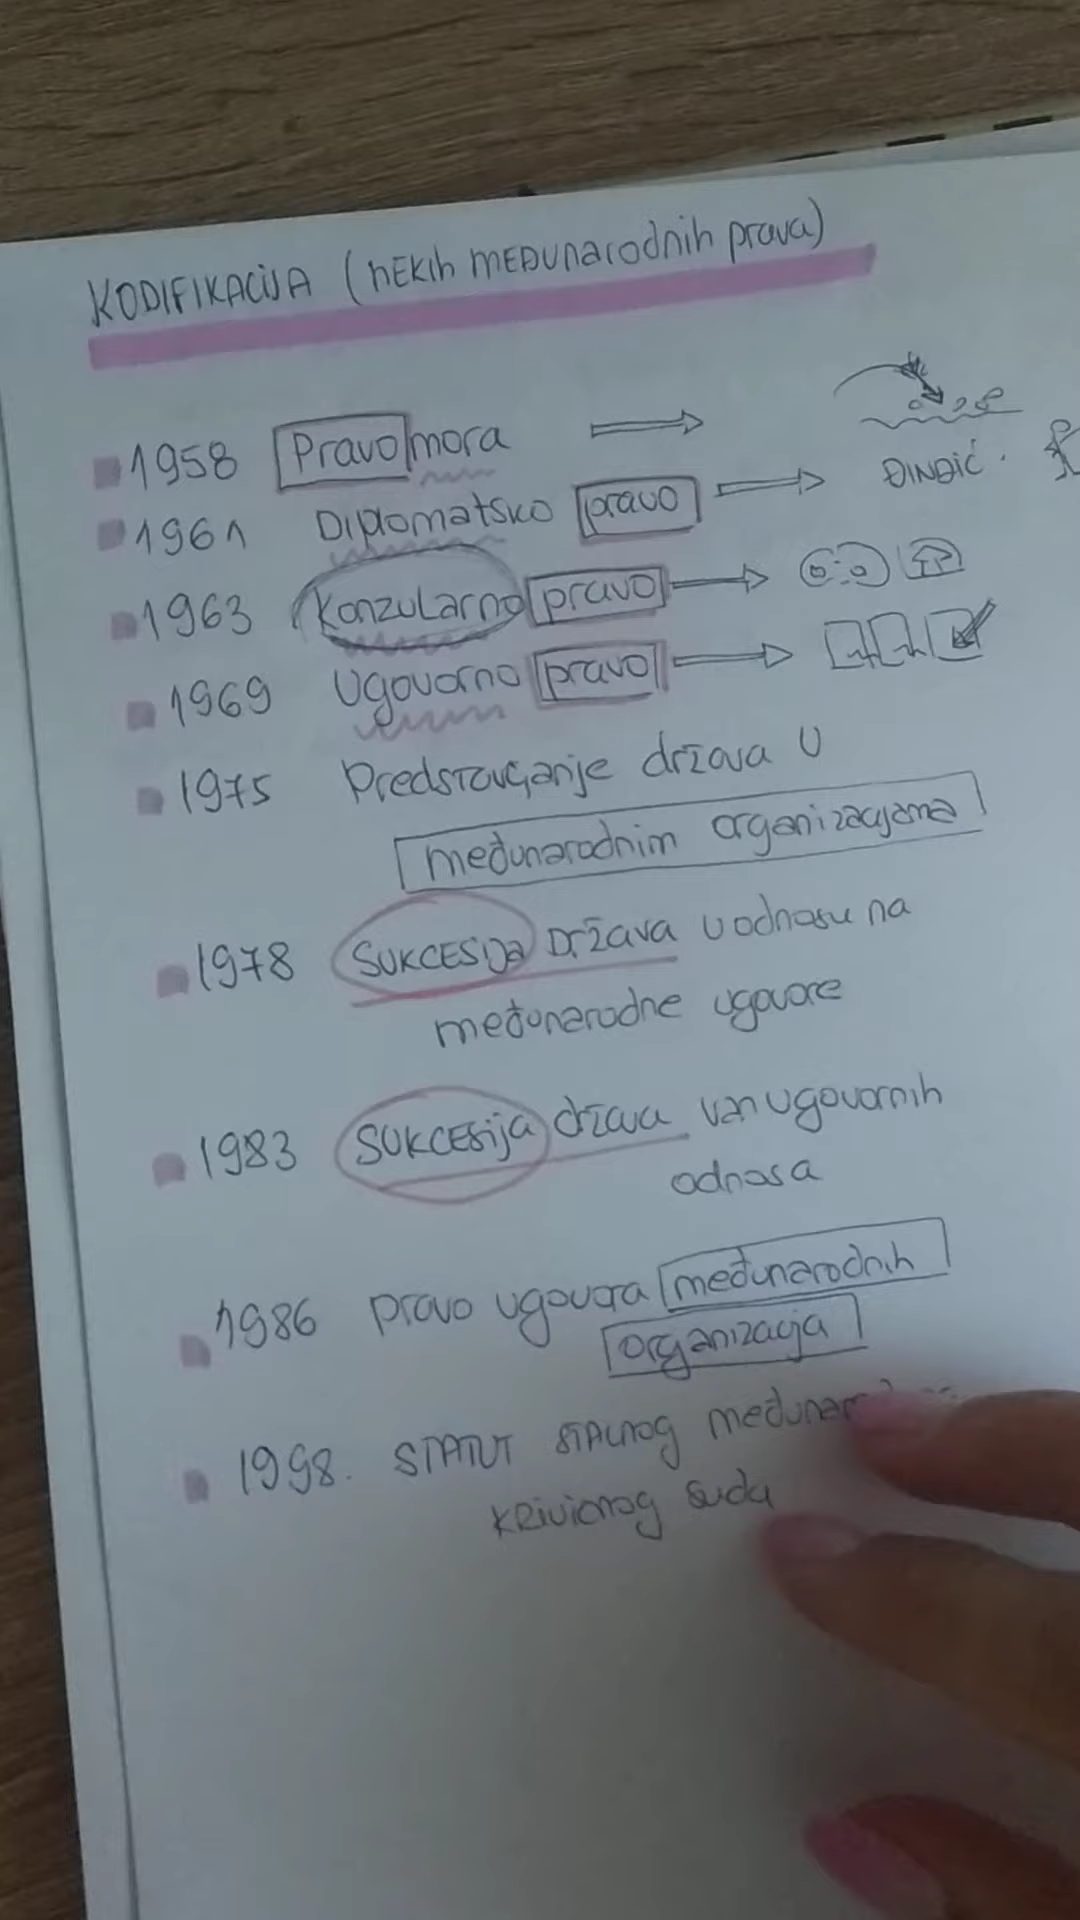 KODIFIKACIJA (nEKih mEĐUnarodnih prava)
1958 Pravo mora
1961 Diplomatsko pravo ĐINĐIĆ.
1963 Konzularno pravo
1969 Ugovorno pravo
1975 Predstavljanje država U
međunarodnim organizacijama
1978 SUKCESIJa DRŽAVA u odnosu na
međunarodne ugovore
1983 SUKCESija država van ugovornih
odnosa
1986 pravo ugovora međunarodnih
organizacija
1998. STATUT STALNOG
KRivičnog suda